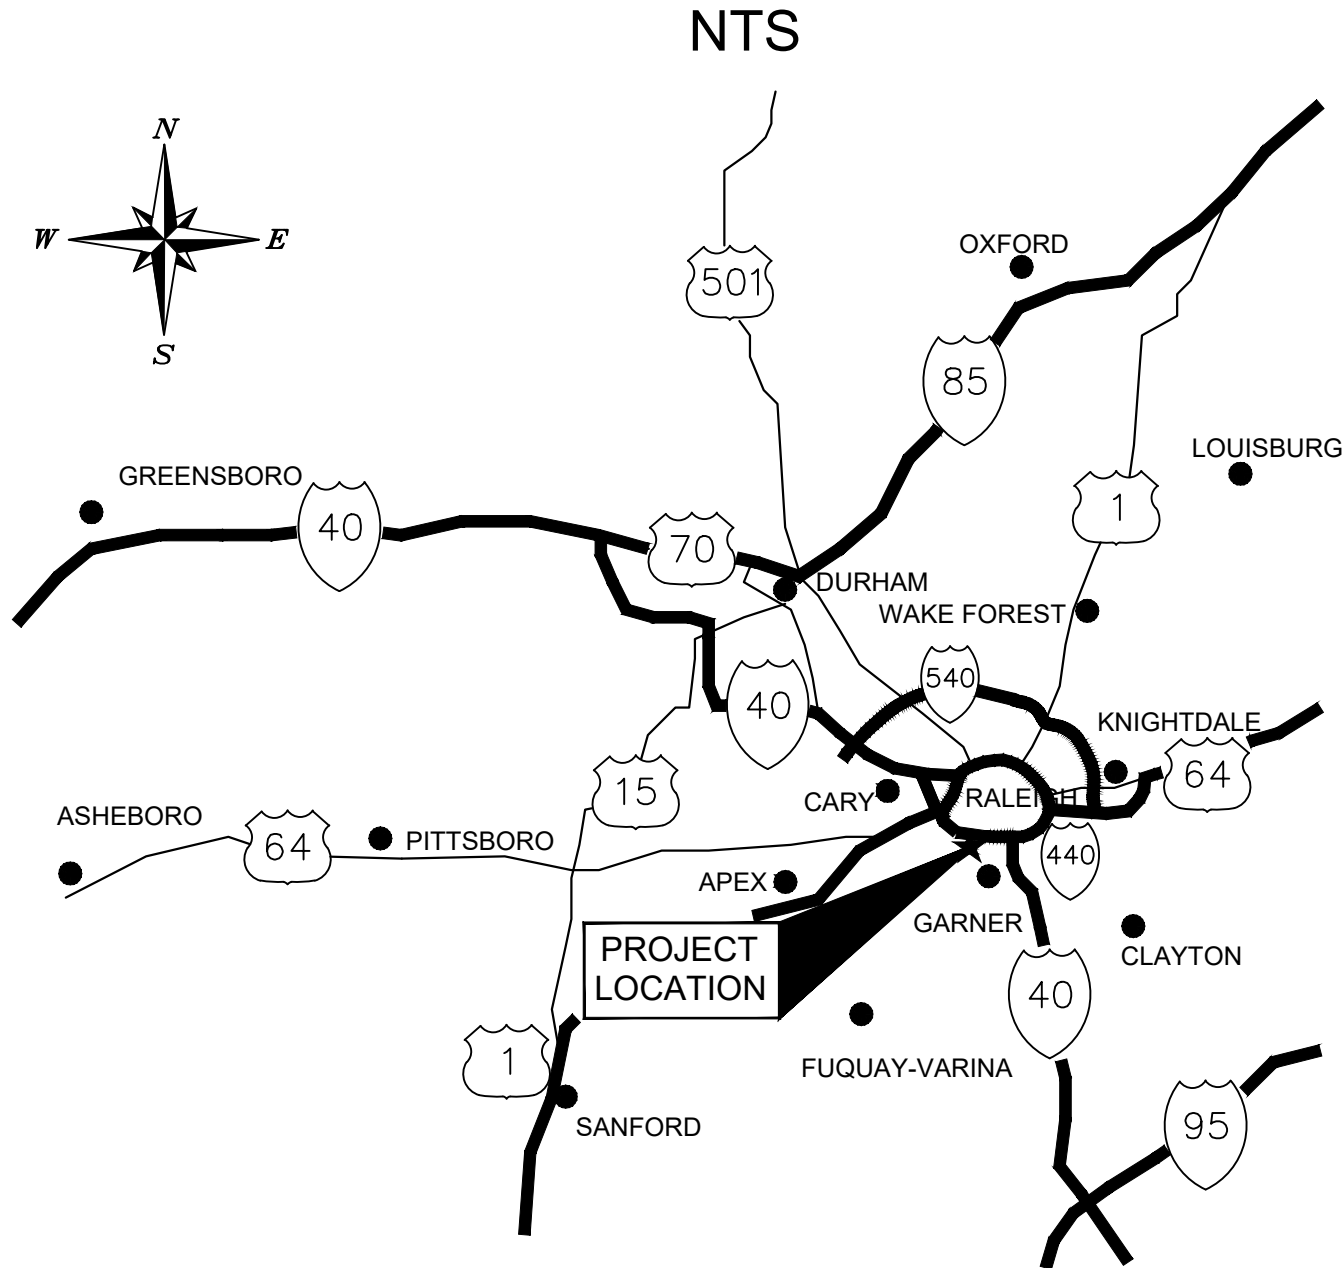 NTS
N
W
E
S
OXFORD
501
85
LOUISBURG
GREENSBORO
1
40
70
DURHAM
WAKE FOREST
540
40
KNIGHTDALE
64
15
CARY
RALEIGH
ASHEBORO
64
PITTSBORO
440
APEX
GARNER
PROJECT
LOCATION
CLAYTON
40
1
FUQUAY-VARINA
SANFORD
95